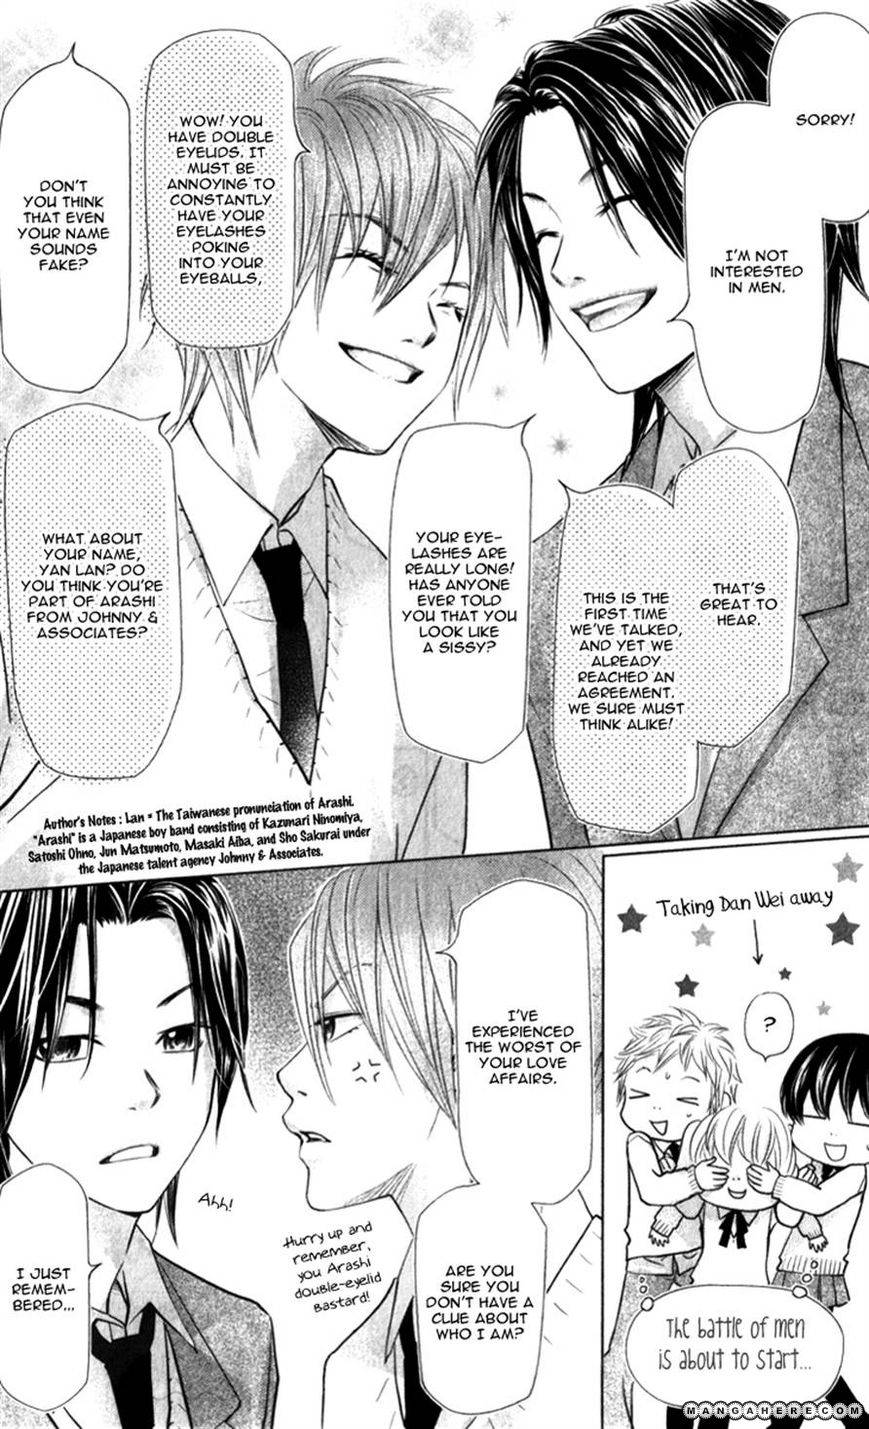 SORRY!
I'M NOT
INTERESTED
IN MEN.
THAT'S
GREAT TO
HEAR.
THIS IS THE
FIRST TIME
WE'VE TALKED,
AND YET WE
ALREADY
REACHED AN
AGREEMENT.
WE SURE MUST
THINK ALIKE!
YOUR EYE-
LASHES ARE
REALLY LONG!
HAS ANYONE
EVER TOLD
YOU THAT YOU
LOOK LIKE
A SISSY?
WOW! YOU
HAVE DOUBLE
EYELIDS. IT
MUST BE
ANNOYING TO
CONSTANTLY
HAVE YOUR
EYELASHES
POKING
INTO YOUR
EYEBALLS,
DON'T
YOU THINK
THAT EVEN
YOUR NAME
SOUNDS
FAKE?
WHAT ABOUT
YOUR NAME,
YAN LAN? DO
YOU THINK YOU'RE
PART OF ARASHI
FROM JOHNNY &
ASSOCIATES?
Author's Notes : Lan = The Taiwanese pronunciation of Arashi.
"Arashi" is a Japanese boy band consisting of Kazunari Ninomiya,
Satoshi Ohno, Jun Matsumoto, Masaki Aiba, and Sho Sakurai under
the Japanese talent agency Johnny & Associates.
Taking Dan Wei away
?
The battle of men
is about to start...
I'VE
EXPERIENCED
THE WORST OF
YOUR LOVE
AFFAIRS.
ARE YOU
SURE YOU
DON'T HAVE A
CLUE ABOUT
WHO I AM?
Hurry up and
remember,
you Arashi
double-eyelid
bastard!
Ahh!
I JUST
REMEM-
BERED...
MANGAHERE.COM